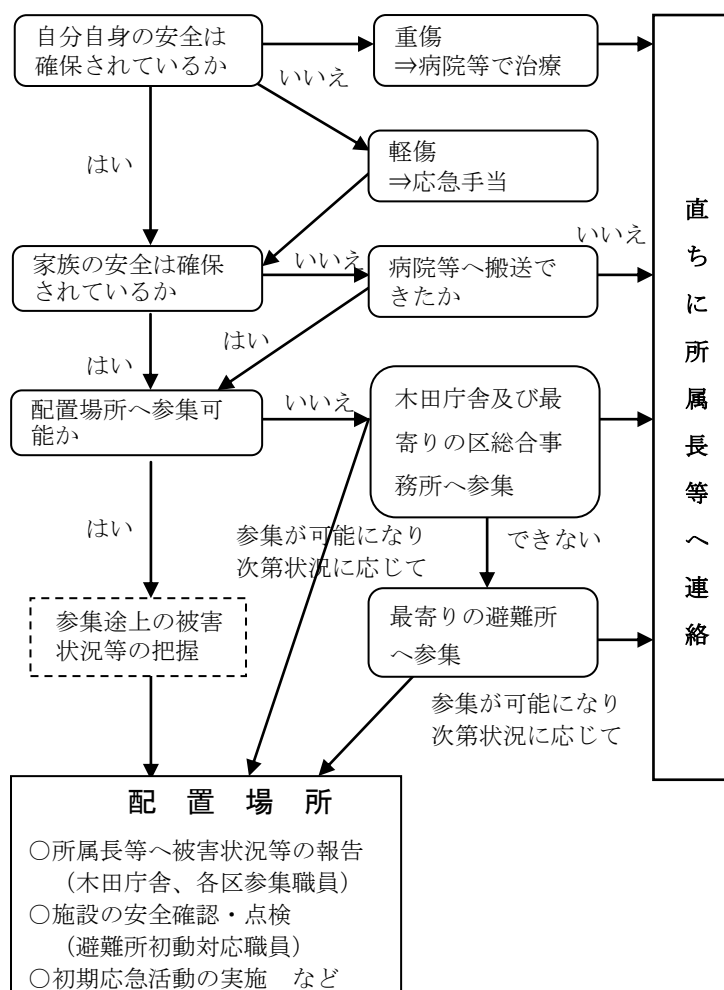 自分自身の安全は
確保されているか
いいえ
重傷
⇒病院等で治療
はい
軽傷
⇒応急手当
家族の安全は確保
されているか
いいえ
病院等へ搬送で
きたか
いいえ
はい
はい
配置場所へ参集可
能か
いいえ
木田庁舎及び最
寄りの区総合事
務所へ参集
はい
参集が可能になり
次第状況に応じて
できない
参集途上の被害
状況等の把握
最寄りの避難所
へ参集
参集が可能になり
次第状況に応じて
直ちに所属長等へ連絡
配置場所
○所属長等へ被害状況等の報告
（木田庁舎、各区参集職員）
○施設の安全確認・点検
（避難所初動対応職員）
○初期応急活動の実施　など